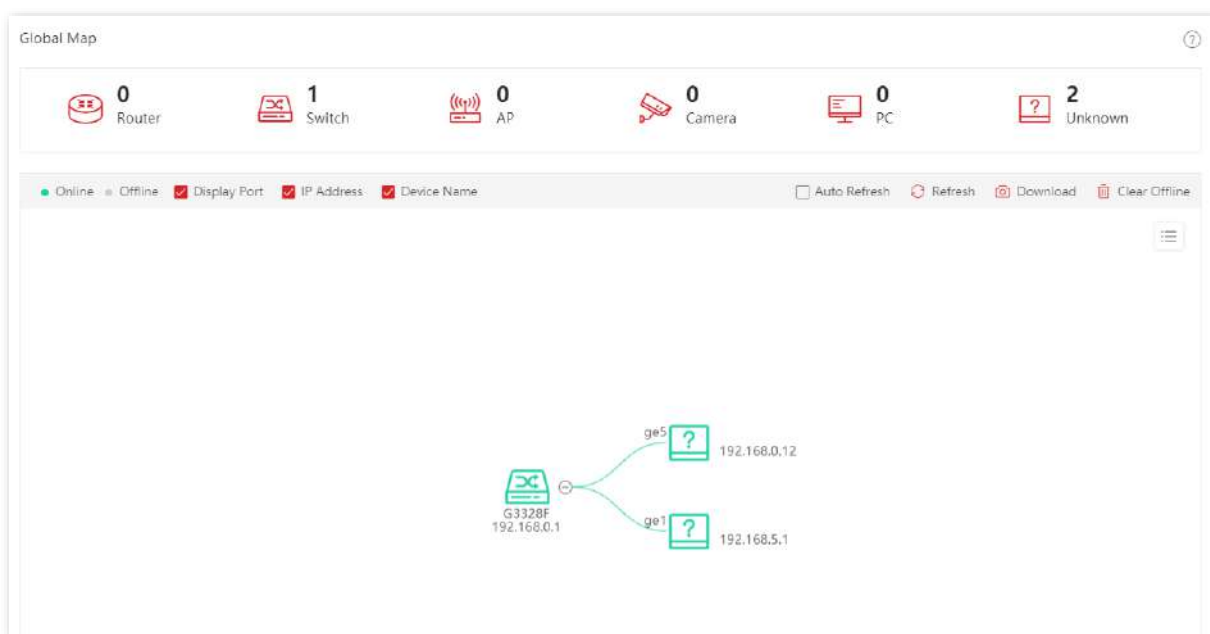 Global Map
?
0
Router
1
Switch
0
AP
0
Camera
0
PC
?
2
Unknown
Online Offline Display Port IP Address Device Name Auto Refresh Refresh Download Clear Offline
ge5
?
192.168.0.12
G3328F
192.168.0.1
ge1
?
192.168.5.1